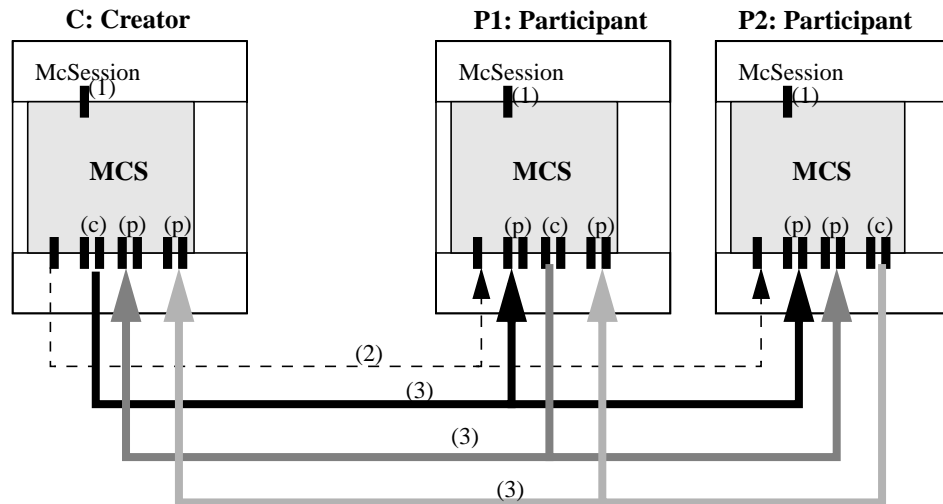 C: Creator
P1: Participant
P2: Participant
McSession
McSession
McSession
(1)
(1)
(1)
MCS
MCS
MCS
(c) (p) (p)
(p) (c) (p)
(p) (p) (c)
(2)
(3)
(3)
(3)